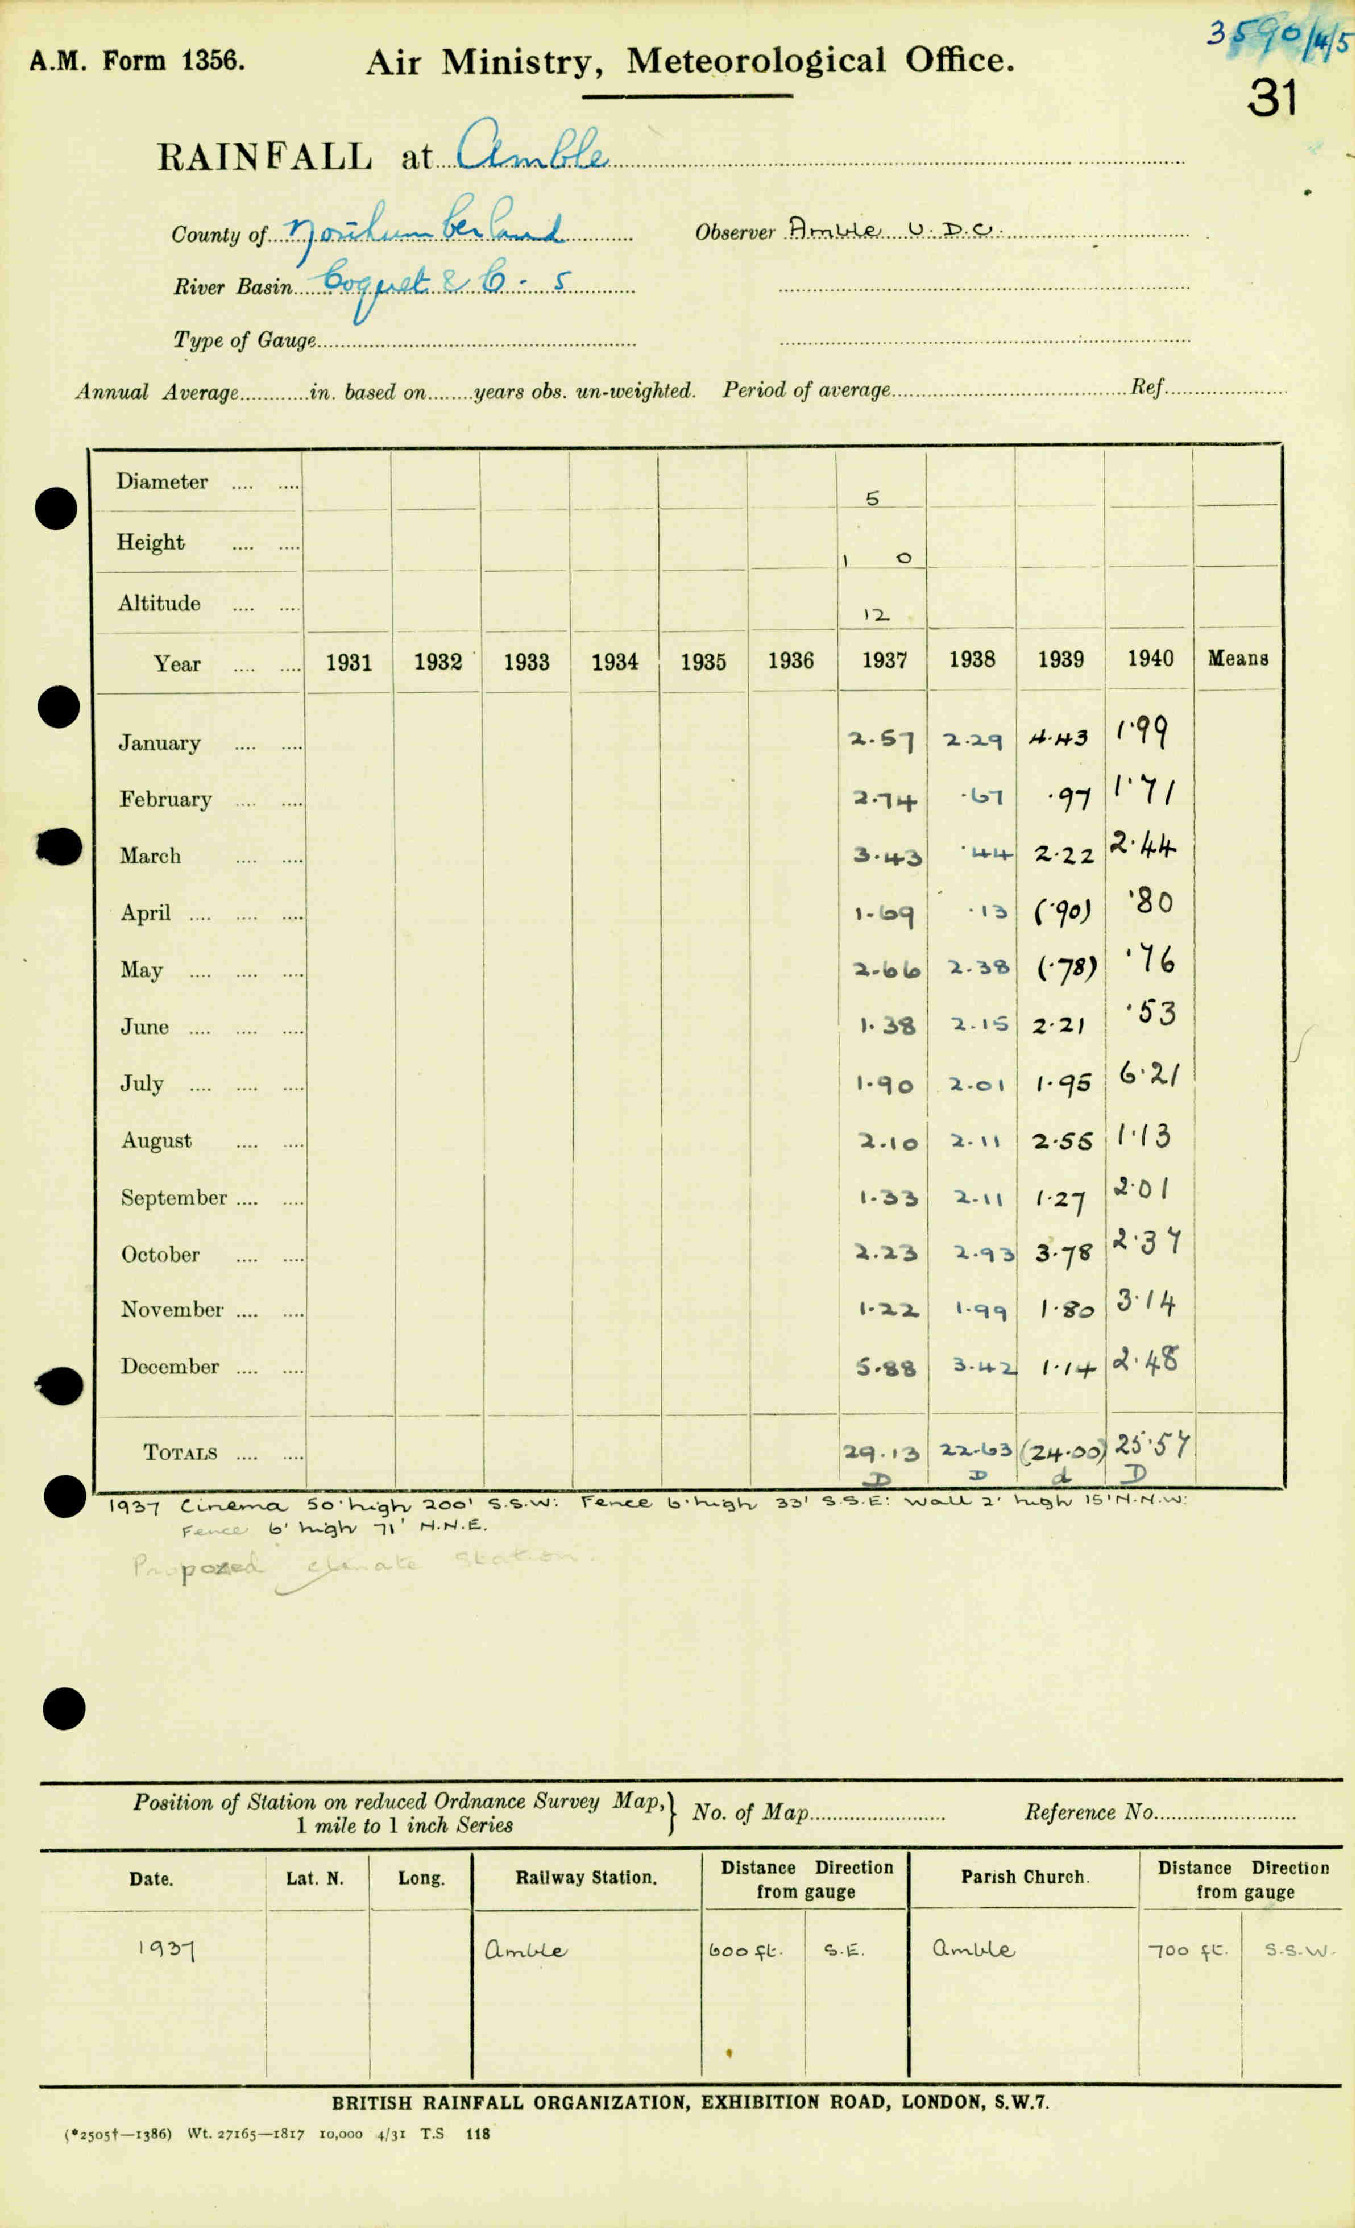 3590/4/5
A.M. Form 1356. Air Ministry, Meteorological Office.
31
RAINFALL at Amble
County of Northumberland Observer Amble U.D.C.
River Basin Coquet & C. 5
Type of Gauge
Annual Average in. based on years obs. un-weighted. Period of average Ref.
Diameter 5
Height 1 0
Altitude 12
Year 1931 1932 1933 1934 1935 1936 1937 1938 1939 1940 Means
January 2.57 2.29 4.43 1.99
February 2.74 .67 .97 1.71
March 3.43 .44 2.22 2.44
April 1.69 .13 (.90) .80
May 2.66 2.38 (.78) .76
June 1.38 2.15 2.21 .53
July 1.90 2.01 1.95 6.21
August 2.10 2.11 2.55 1.13
September 1.33 2.11 1.27 2.01
October 2.23 2.93 3.78 2.37
November 1.22 1.99 1.80 3.14
December 5.88 3.42 1.14 2.48
TOTALS 29.13 22.63 (24.00) 25.57
D D d D
1937 Cinema 50' high 200' S.S.W: Fence 6' high 33' S.S.E: Wall 2' high 15' N.N.W:
Fence 6' high 71' N.N.E.
Proposed climate station.
Position of Station on reduced Ordnance Survey Map, } No. of Map Reference No.
1 mile to 1 inch Series
Date. Lat. N. Long. Railway Station. Distance Direction from gauge Parish Church. Distance Direction from gauge
1937 Amble 600 ft. S.E. Amble 700 ft. S.S.W.
BRITISH RAINFALL ORGANIZATION, EXHIBITION ROAD, LONDON, S.W.7.
(*2505†—1386) Wt. 27165—1817 10,000 4/31 T.S 118